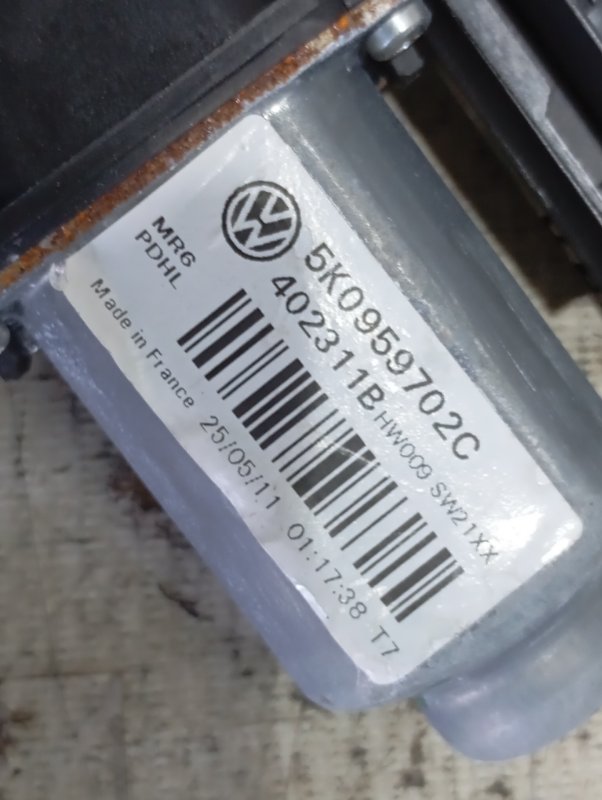 5K0959702C
402311B HW009 SW21XX
MR6
PDHL
Made in France 25/05/11 01:17:38 T7